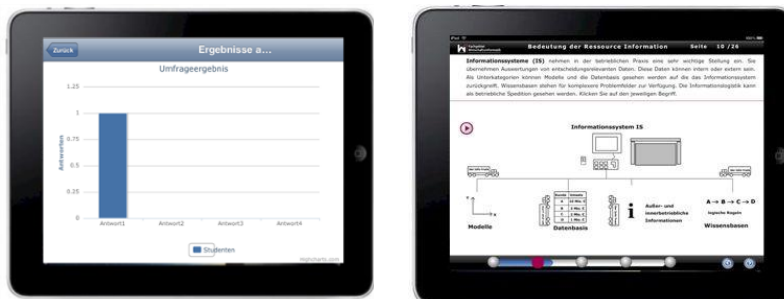 Zurück
Ergebnisse a...
Umfrageergebnis
1.25
1
0.75
0.5
0.25
0
Antworten
Antwort1
Antwort2
Antwort3
Antwort4
Studenten
highcharts.com
iPad
Bedeutung der Ressource Information
Seite 10 /26
Informationssysteme (IS) nehmen in der betrieblichen Praxis eine sehr wichtige Stellung ein. Sie
übernehmen Auswertungen von entscheidungsrelevanten Daten. Diese Daten können intern oder extern sein.
Als Unterkategorien können Modelle und die Datenbasis gesehen werden auf die das Informationssystem
zurückgreift. Wissensbasen stehen für komplexere Problemfelder zur Verfügung. Die Informationslogistik kann
als betriebliche Spedition gesehen werden. Klicken Sie auf den jeweiligen Begriff.
Informationssystem IS
Modelle
Datenbasis
i
Außer- und
innerbetriebliche
Informationen
A → B → C → D
logische Regeln
Wissensbasen